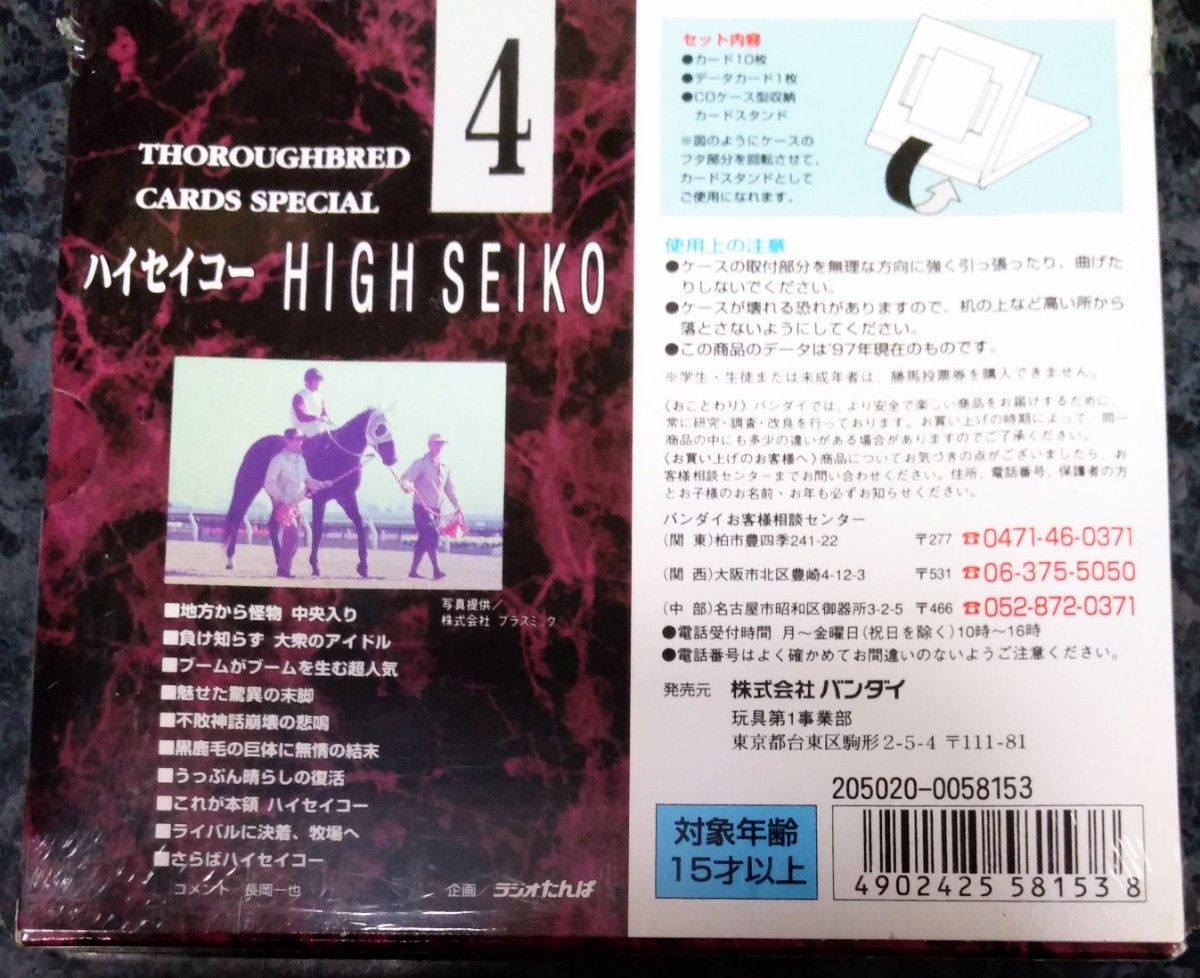 4
THOROUGHBRED
CARDS SPECIAL
ハイセイコー HIGH SEIKO
写真提供／
株式会社 プラスミック
■地方から怪物 中央入り
■負け知らず 大衆のアイドル
■ブームがブームを生む超人気
■魅せた驚異の末脚
■不敗神話崩壊の悲鳴
■黒鹿毛の巨体に無情の結末
■うっぷん晴らしの復活
■これが本領 ハイセイコー
■ライバルに決着、牧場へ
■さらばハイセイコー
コメント 長岡一也
企画／ラジオたんぱ
セット内容
●カード10枚
●データカード1枚
●CDケース型収納
カードスタンド
※図のようにケースの
フタ部分を回転させて、
カードスタンドとして
ご使用になれます。
使用上の注意
●ケースの取付部分を無理な方向に強く引っ張ったり、曲げた
りしないでください。
●ケースが壊れる恐れがありますので、机の上など高い所から
落とさないようにしてください。
●この商品のデータは'97年現在のものです。
※学生・生徒または未成年者は、勝馬投票券を購入できません。
〈おことわり〉バンダイでは、より安全で楽しい商品をお届けするために、
常に研究・調査・改良を行っております。お買い上げの時期によって、同一
商品の中にも多少の違いがある場合がありますのでご了承ください。
〈お買い上げのお客様へ〉商品についてお気づきの点がございましたら、お
客様相談センターまでお問い合わせください。住所、電話番号、保護者の方
とお子様のお名前・お年も必ずお知らせください。
バンダイお客様相談センター
(関 東)柏市豊四季241-22 〒277 ☎0471-46-0371
(関 西)大阪市北区豊崎4-12-3 〒531 ☎06-375-5050
(中 部)名古屋市昭和区御器所3-2-5 〒466 ☎052-872-0371
●電話受付時間 月〜金曜日(祝日を除く)10時〜16時
●電話番号はよく確かめてお間違いのないようご注意ください。
発売元 株式会社 バンダイ
玩具第1事業部
東京都台東区駒形2-5-4 〒111-81
205020-0058153
対象年齢
15才以上
4902425 58153 8